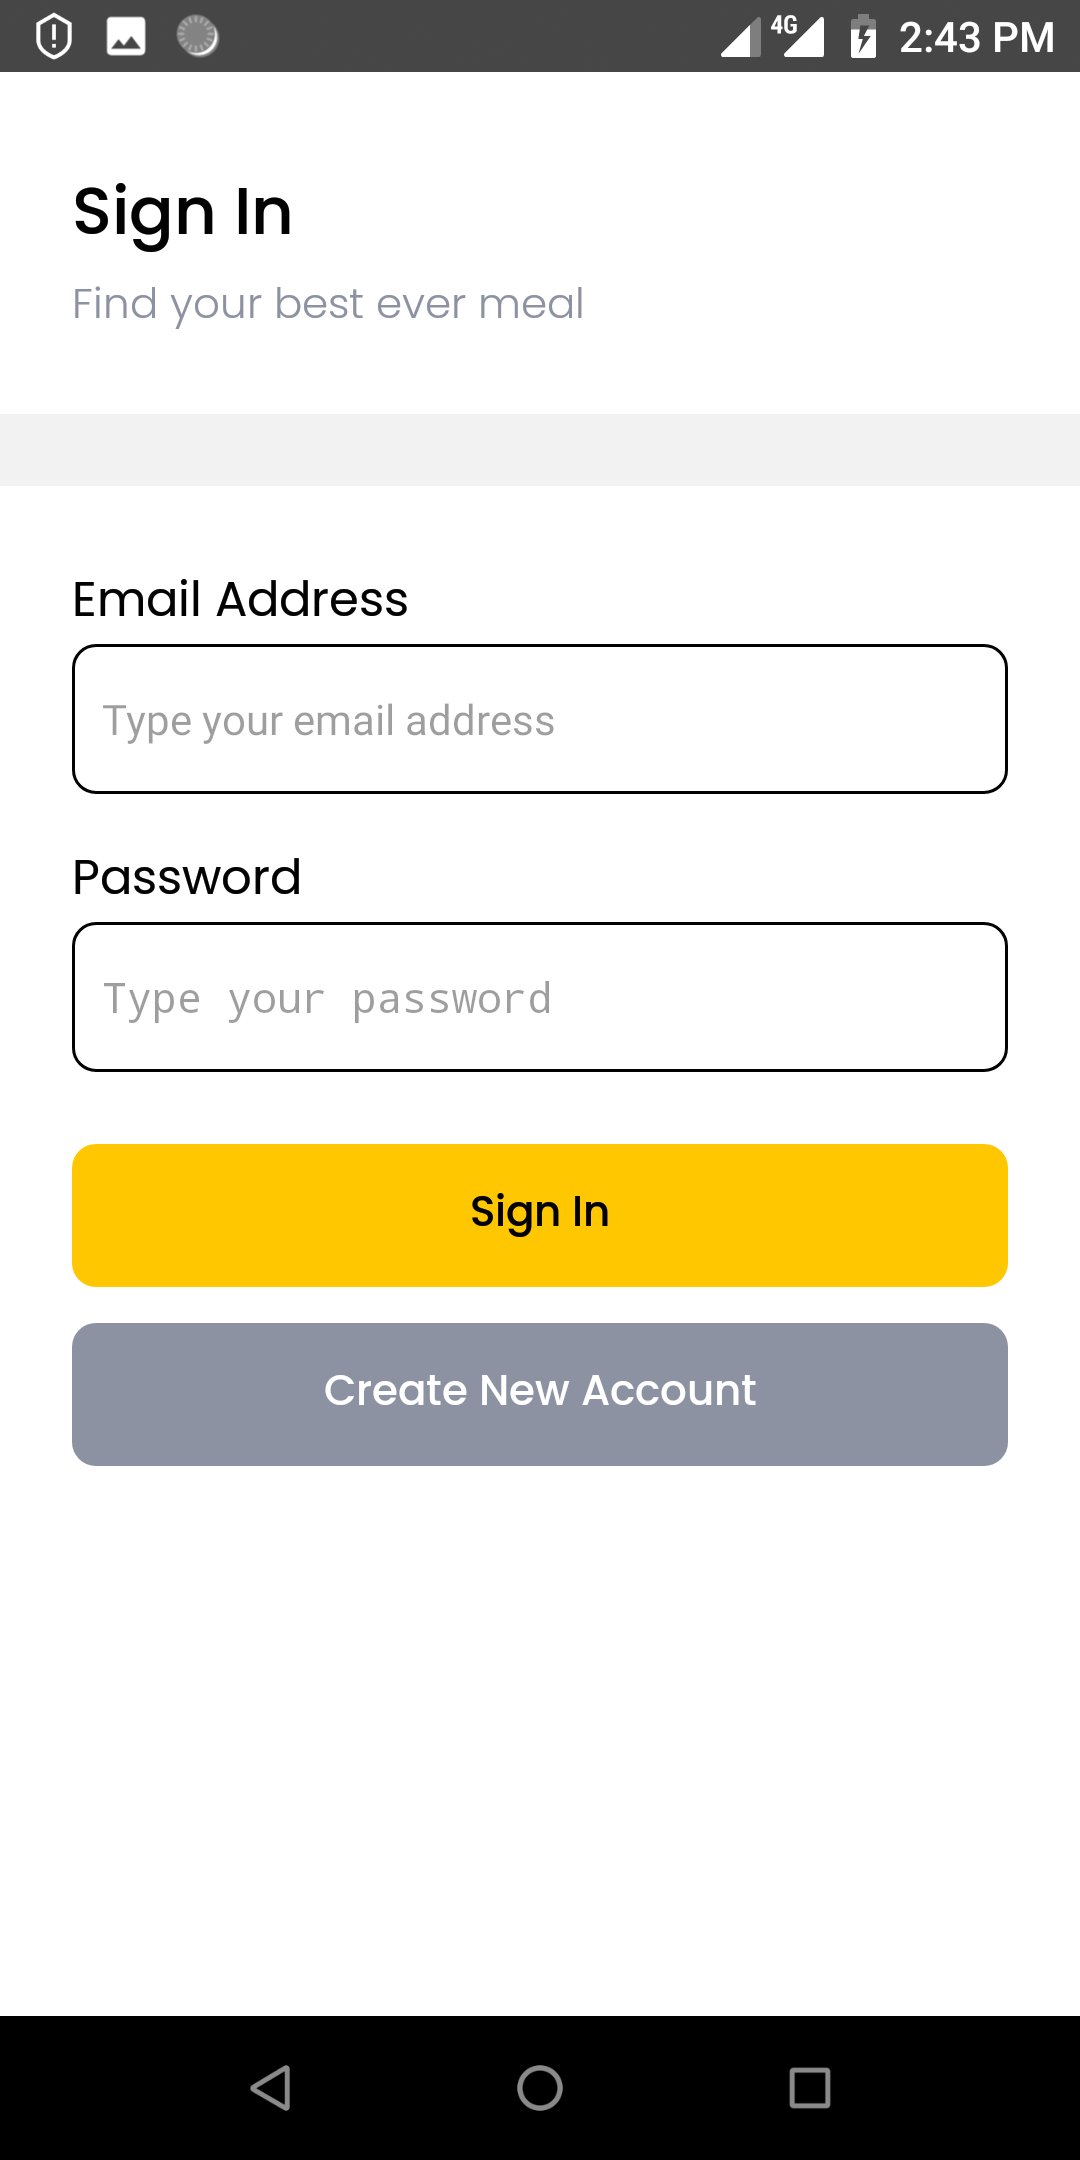 4G 2:43 PM
Sign In
Find your best ever meal
Email Address
Type your email address
Password
Type your password
Sign In
Create New Account